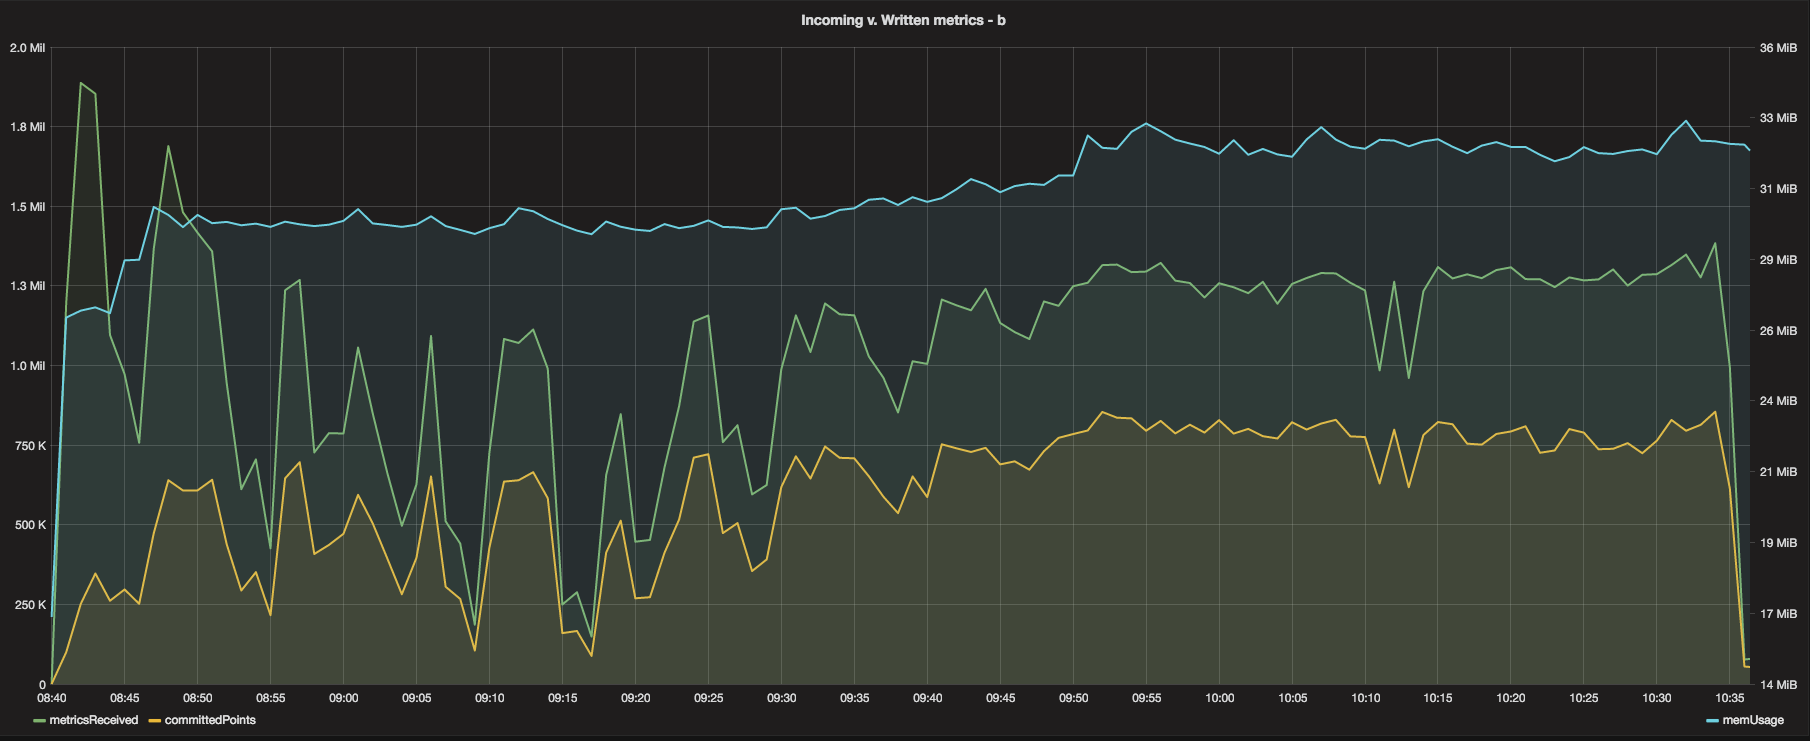 Incoming v. Written metrics - b
2.0 Mil
1.8 Mil
1.5 Mil
1.3 Mil
1.0 Mil
750 K
500 K
250 K
0
36 MiB
33 MiB
31 MiB
29 MiB
26 MiB
24 MiB
21 MiB
19 MiB
17 MiB
14 MiB
08:40 08:45 08:50 08:55 09:00 09:05 09:10 09:15 09:20 09:25 09:30 09:35 09:40 09:45 09:50 09:55 10:00 10:05 10:10 10:15 10:20 10:25 10:30 10:35
metricsReceived committedPoints memUsage